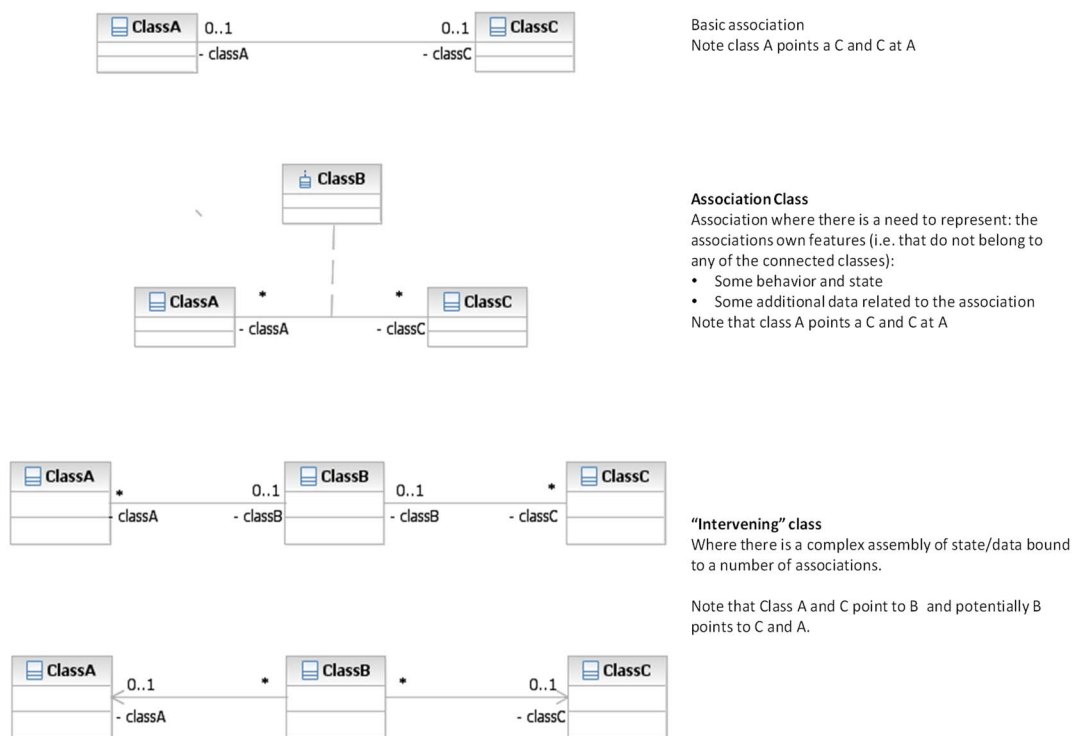 ClassA 0..1 0..1 ClassC
- classA - classC
Basic association
Note class A points a C and C at A
ClassB
ClassA * * ClassC
- classA - classC
Association Class
Association where there is a need to represent: the
associations own features (i.e. that do not belong to
any of the connected classes):
• Some behavior and state
• Some additional data related to the association
Note that class A points a C and C at A
ClassA ClassB ClassC
* 0..1 0..1 *
- classA - classB - classB - classC
"Intervening" class
Where there is a complex assembly of state/data bound
to a number of associations.
Note that Class A and C point to B and potentially B
points to C and A.
ClassA ClassB ClassC
0..1 * * 0..1
- classA - classC